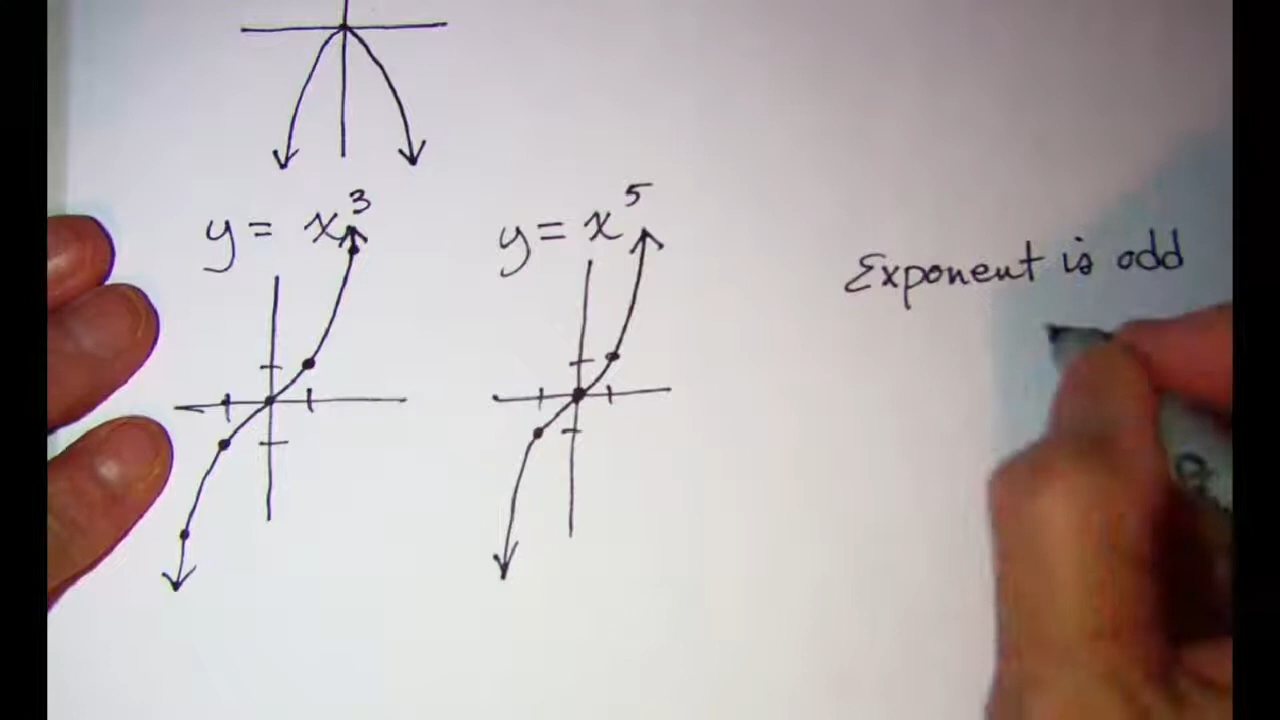 y = x³
y = x⁵
Exponent is odd